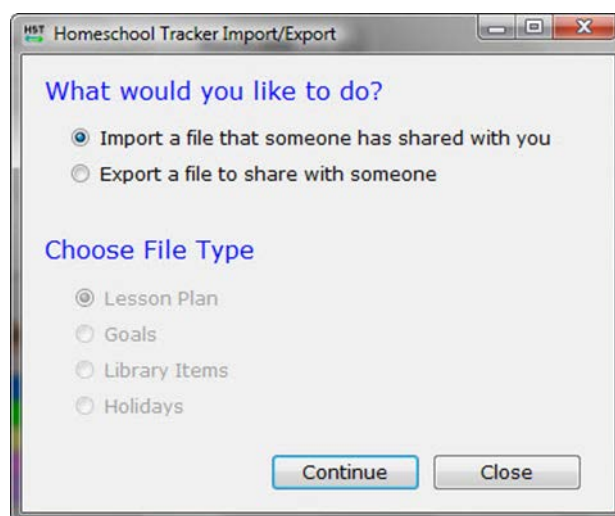 HST Homeschool Tracker Import/Export
What would you like to do?
Import a file that someone has shared with you
Export a file to share with someone
Choose File Type
Lesson Plan
Goals
Library Items
Holidays
Continue Close